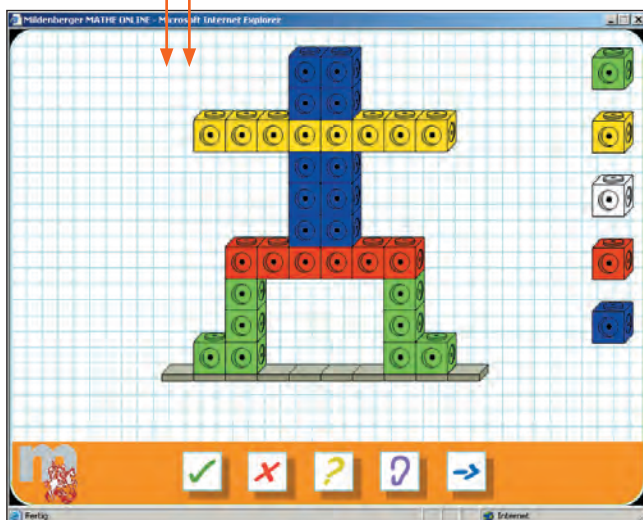 Mildenberger MATHE ONLINE - Microsoft Internet Explorer
m
?
Fertig
Internet